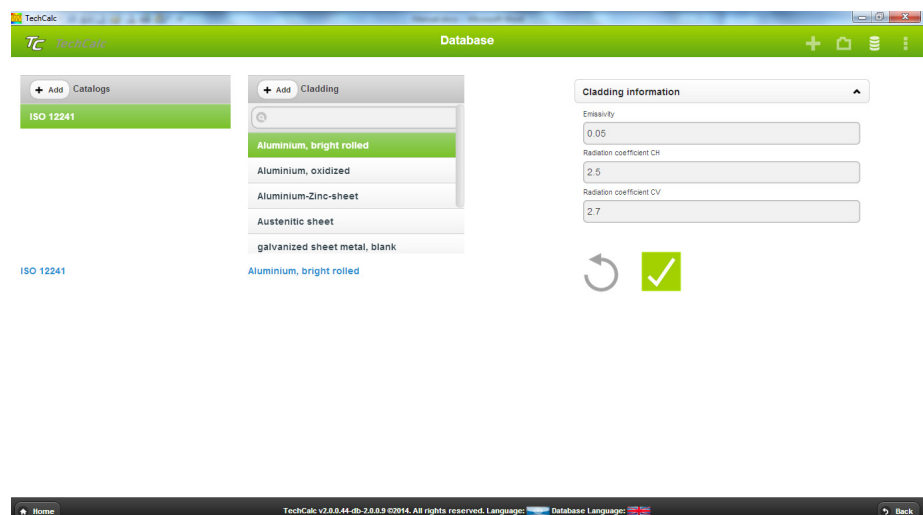 TechCalc
TC TechCalc
Database
+ Add Catalogs
ISO 12241
ISO 12241
+ Add Cladding
Aluminium, bright rolled
Aluminium, oxidized
Aluminium-Zinc-sheet
Austenitic sheet
galvanized sheet metal, blank
Aluminium, bright rolled
Cladding information
Emissivity
0.05
Radiation coefficient CH
2.5
Radiation coefficient CV
2.7
Home
TechCalc v2.0.0.44-db-2.0.0.9 ©2014. All rights reserved. Language: Database Language:
Back